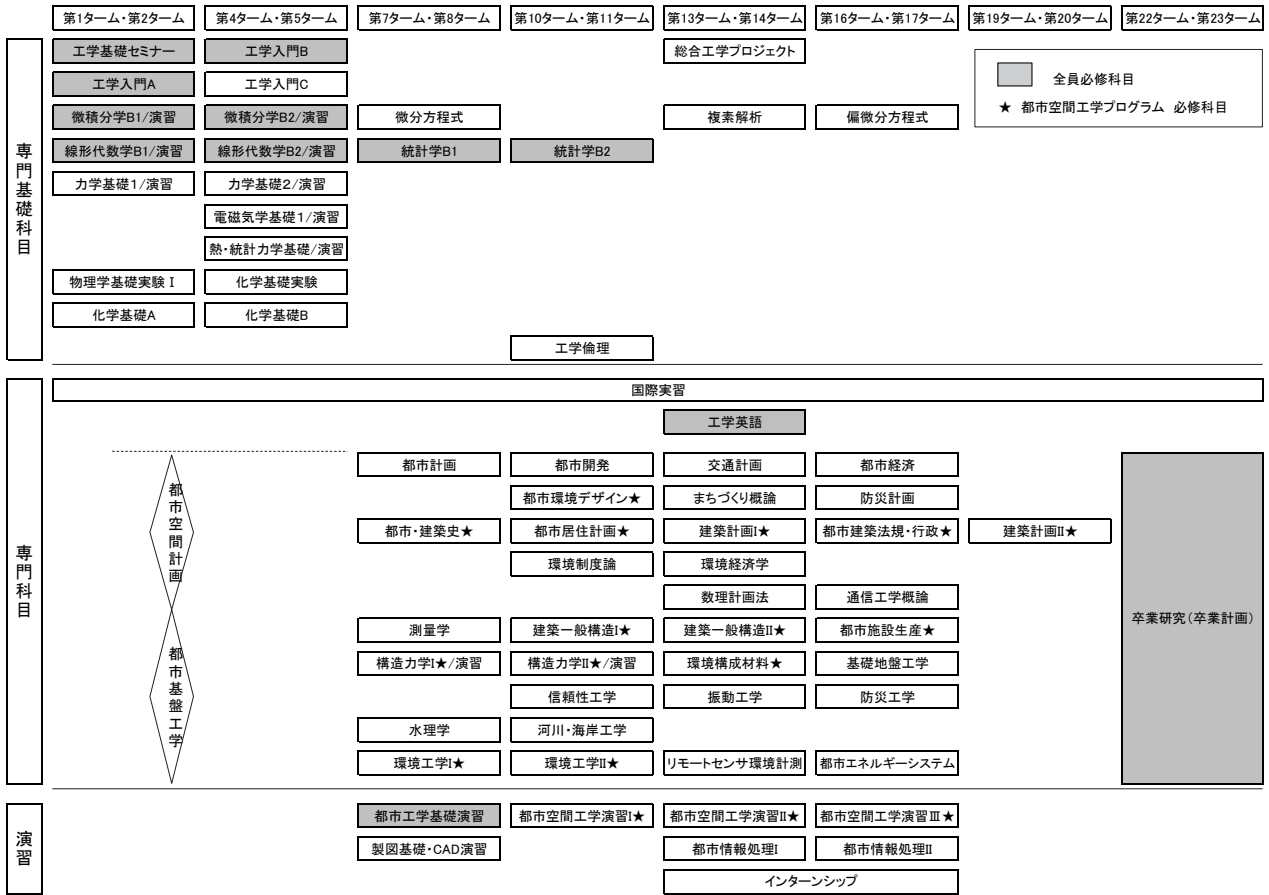 第1ターム・第2ターム 第4ターム・第5ターム 第7ターム・第8ターム 第10ターム・第11ターム 第13ターム・第14ターム 第16ターム・第17ターム 第19ターム・第20ターム 第22ターム・第23ターム
専門基礎科目
工学基礎セミナー 工学入門B 総合工学プロジェクト
全員必修科目
工学入門A 工学入門C
★ 都市空間工学プログラム 必修科目
微積分学B1/演習 微積分学B2/演習 微分方程式 複素解析 偏微分方程式
線形代数学B1/演習 線形代数学B2/演習 統計学B1 統計学B2
力学基礎1/演習 力学基礎2/演習
電磁気学基礎1/演習
熱・統計力学基礎/演習
物理学基礎実験Ⅰ 化学基礎実験
化学基礎A 化学基礎B
工学倫理
専門科目
国際実習
工学英語
都市空間計画
都市計画 都市開発 交通計画 都市経済
都市環境デザイン★ まちづくり概論 防災計画
都市・建築史★ 都市居住計画★ 建築計画I★ 都市建築法規・行政★ 建築計画II★
環境制度論 環境経済学
数理計画法 通信工学概論
卒業研究(卒業計画)
都市基盤工学
測量学 建築一般構造I★ 建築一般構造II★ 都市施設生産★
構造力学I★/演習 構造力学II★/演習 環境構成材料★ 基礎地盤工学
信頼性工学 振動工学 防災工学
水理学 河川・海岸工学
環境工学I★ 環境工学II★ リモートセンサ環境計測 都市エネルギーシステム
演習
都市工学基礎演習 都市空間工学演習I★ 都市空間工学演習II★ 都市空間工学演習Ⅲ★
製図基礎・CAD演習 都市情報処理I 都市情報処理II
インターンシップ